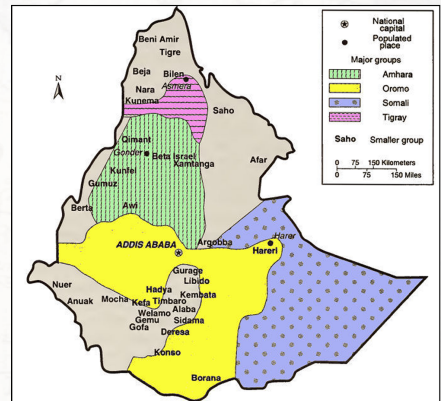 National
capital
Populated
place
Major groups
Amhara
Oromo
Somali
Tigray
Saho Smaller group
0 75 150 Kilometers
0 75 150 Miles
N
Beni Amir
Tigre
Beja
Bilen
Asmera
Nara
Kunema
Saho
Qimant
Gonder
Beta Israel
Xamtanga
Kunfel
Gumuz
Afar
Berta
Awi
ADDIS ABABA
Argobba
Harer
Hareri
Nuer
Anuak
Gurage
Libido
Hadya
Kembata
Mocha
Kefa
Timbaro
Alaba
Welamo
Gemu
Sidama
Gofa
Deresa
Konso
Borana